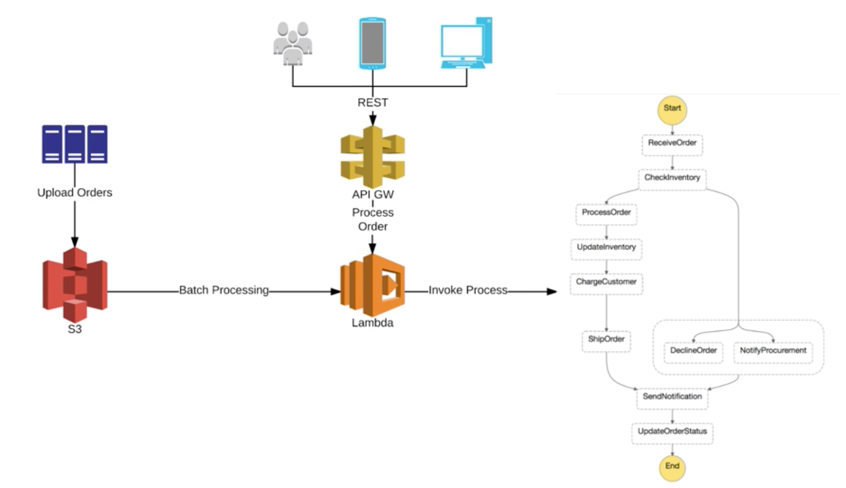 REST
Upload Orders
API GW
Process
Order
S3
Batch Processing
Lambda
Invoke Process
Start
ReceiveOrder
CheckInventory
ProcessOrder
UpdateInventory
ChargeCustomer
ShipOrder
DeclineOrder
NotifyProcurement
SendNotification
UpdateOrderStatus
End